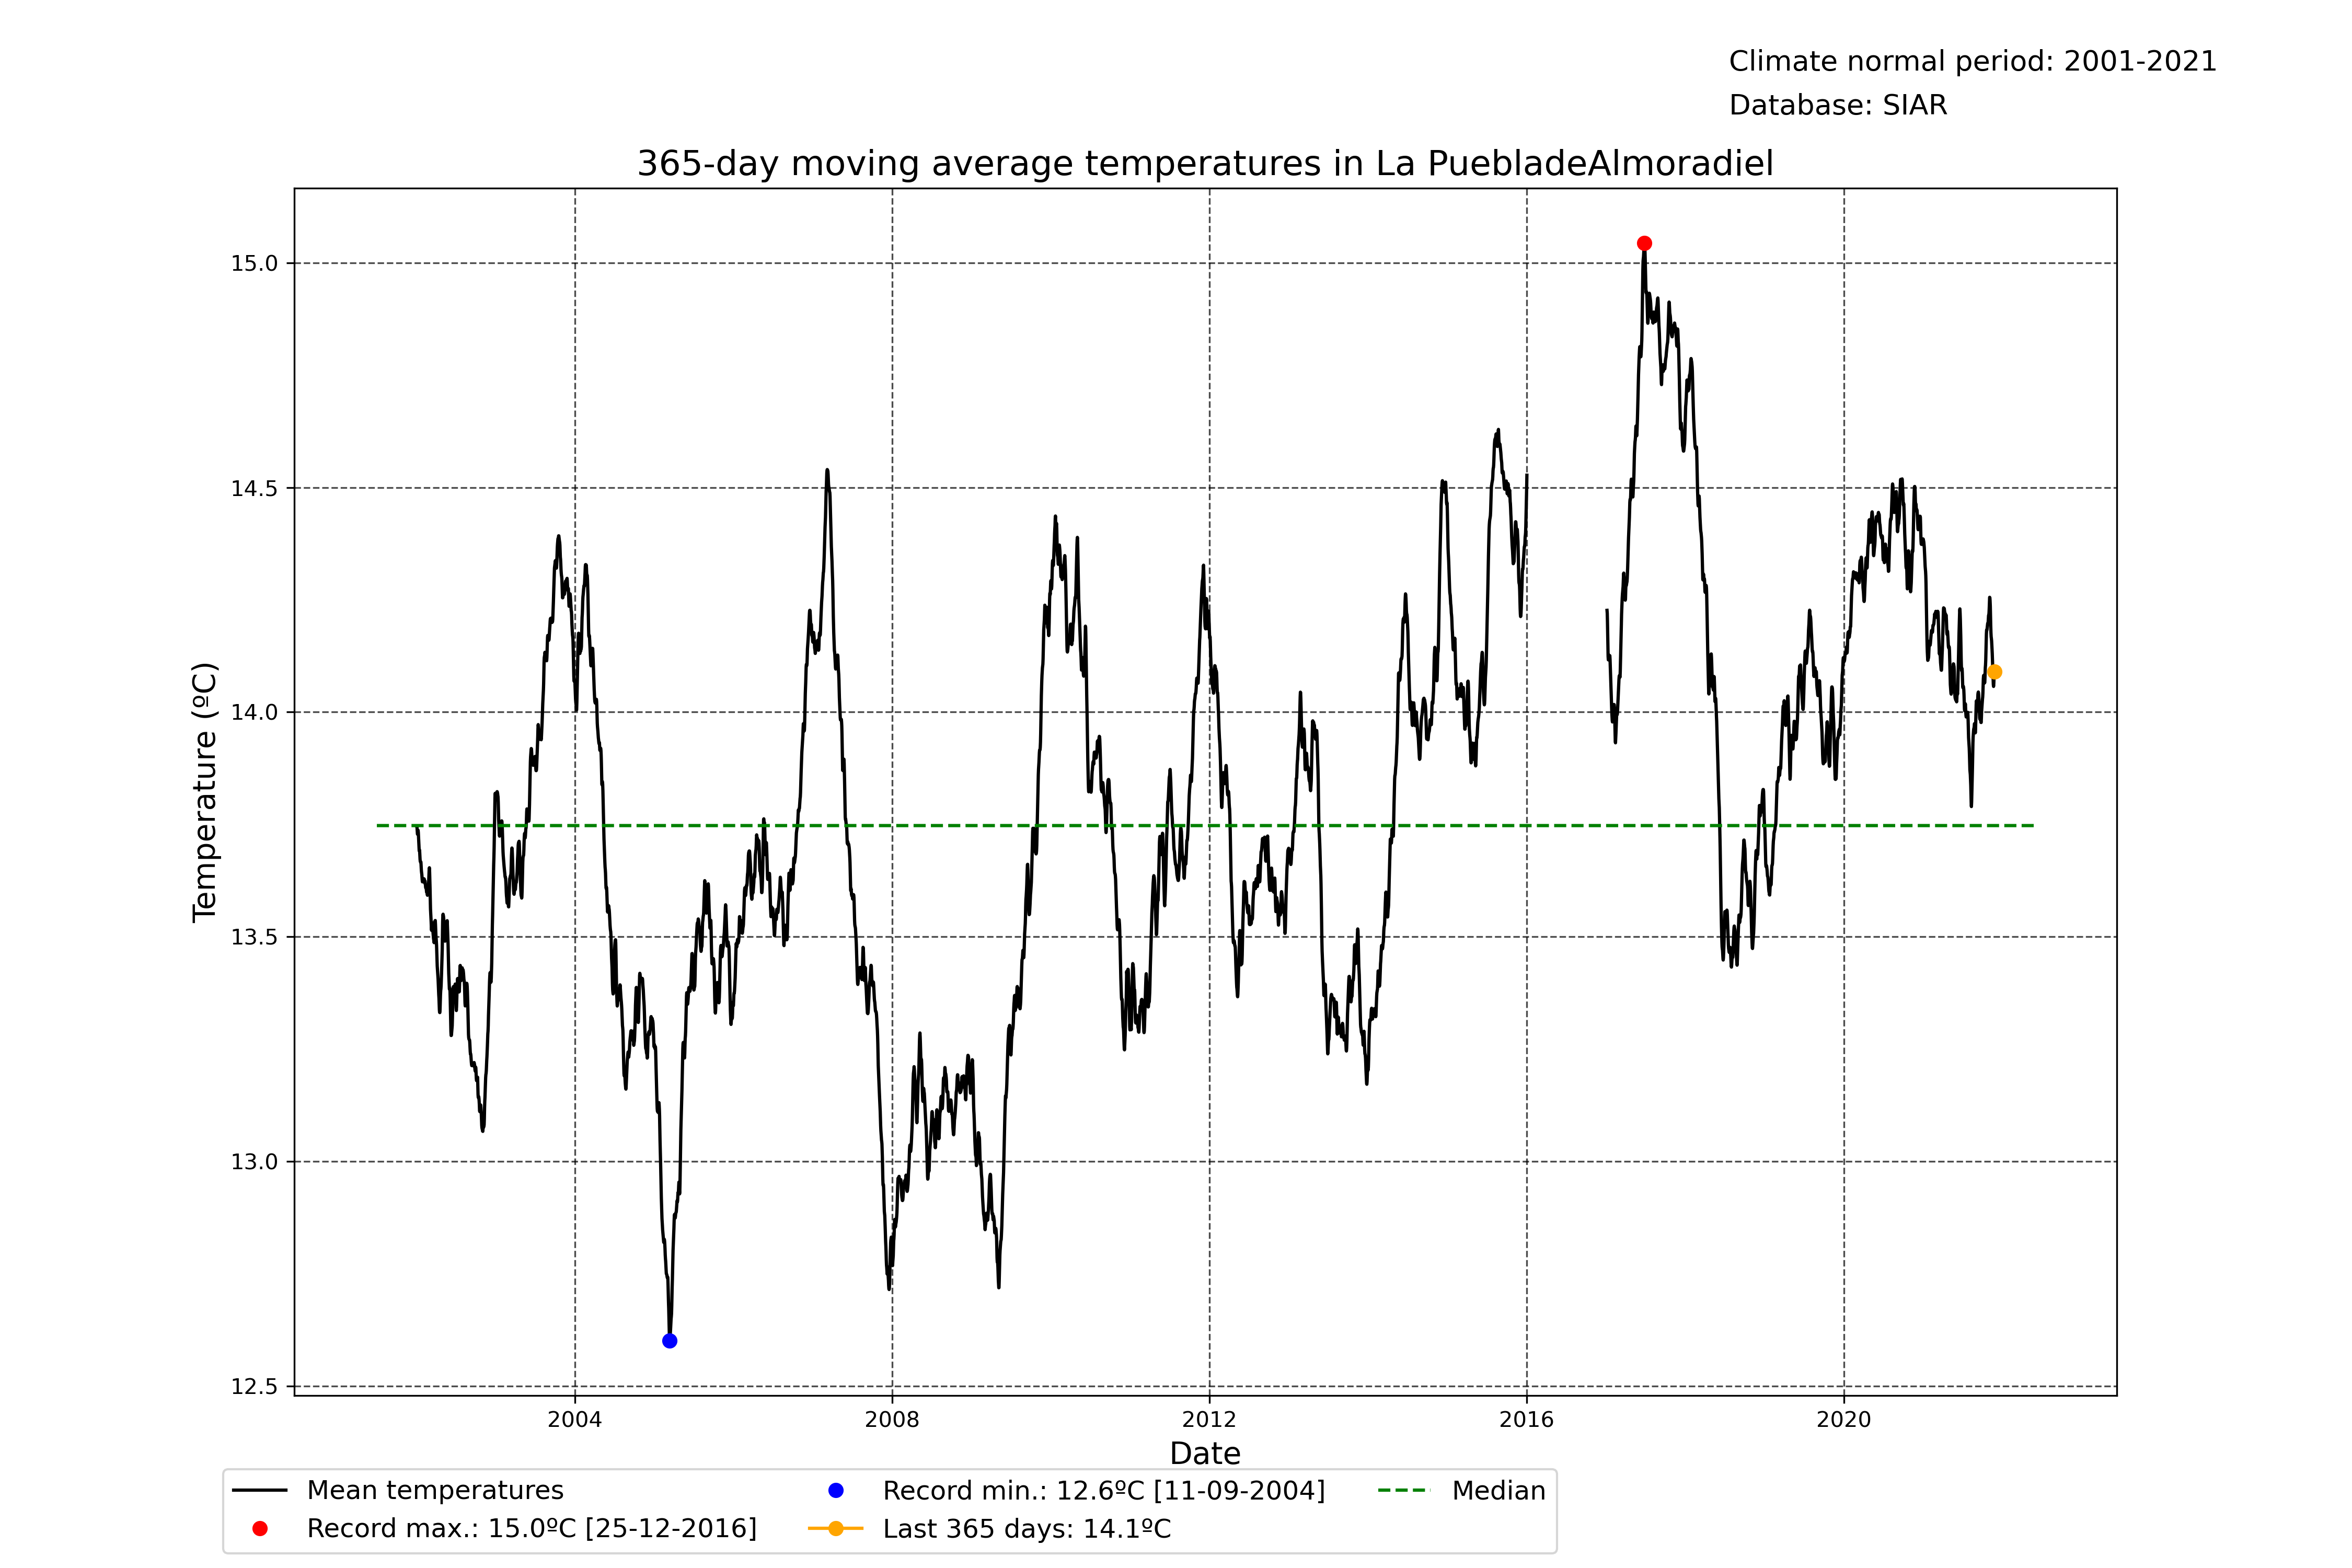 Climate normal period: 2001-2021
Database: SIAR
365-day moving average temperatures in La PuebladeAlmoradiel
Temperature (ºC)
15.0
14.5
14.0
13.5
13.0
12.5
2004 2008 2012 2016 2020
Date
Mean temperatures
Record max.: 15.0ºC [25-12-2016]
Record min.: 12.6ºC [11-09-2004]
Last 365 days: 14.1ºC
Median